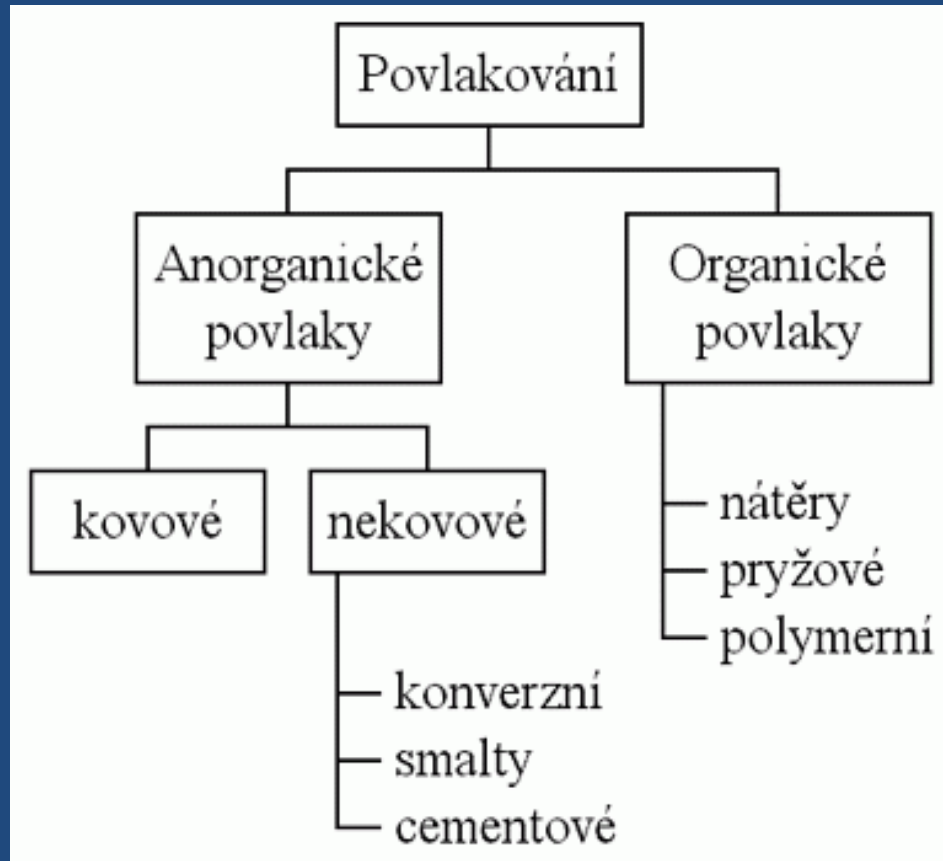 Povlakování
Anorganické
povlaky
Organické
povlaky
kovové
nekovové
nátěry
pryžové
polymerní
konverzní
smalty
cementové